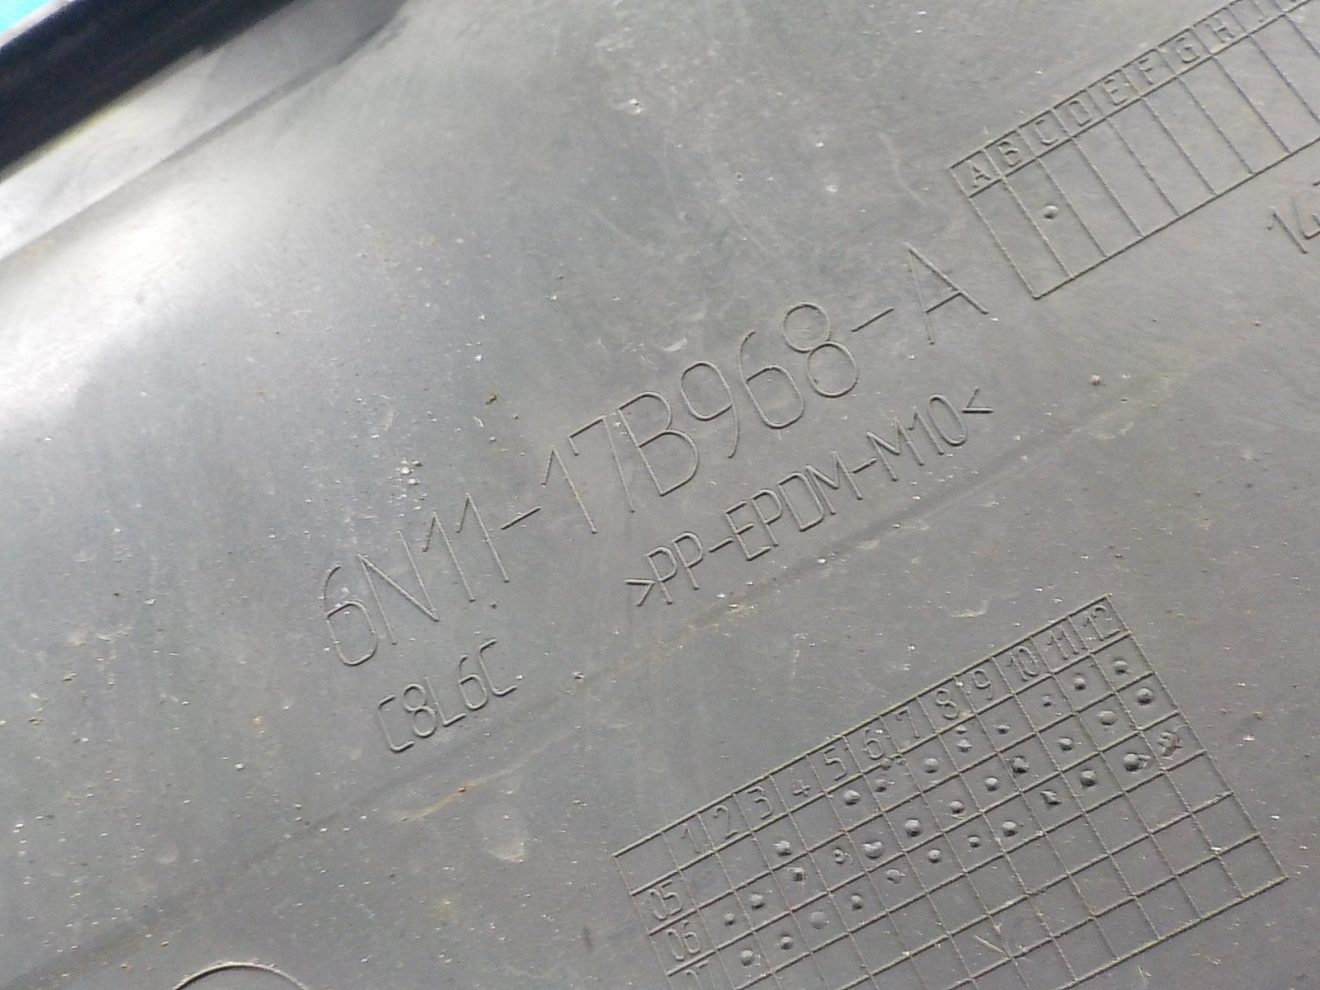 A B C D E F G H
6N11-17B968-A
>PP-EPDM-M10<
C8L6C
1 2 3 4 5 6 7 8 9 10 11 12
05
06
07